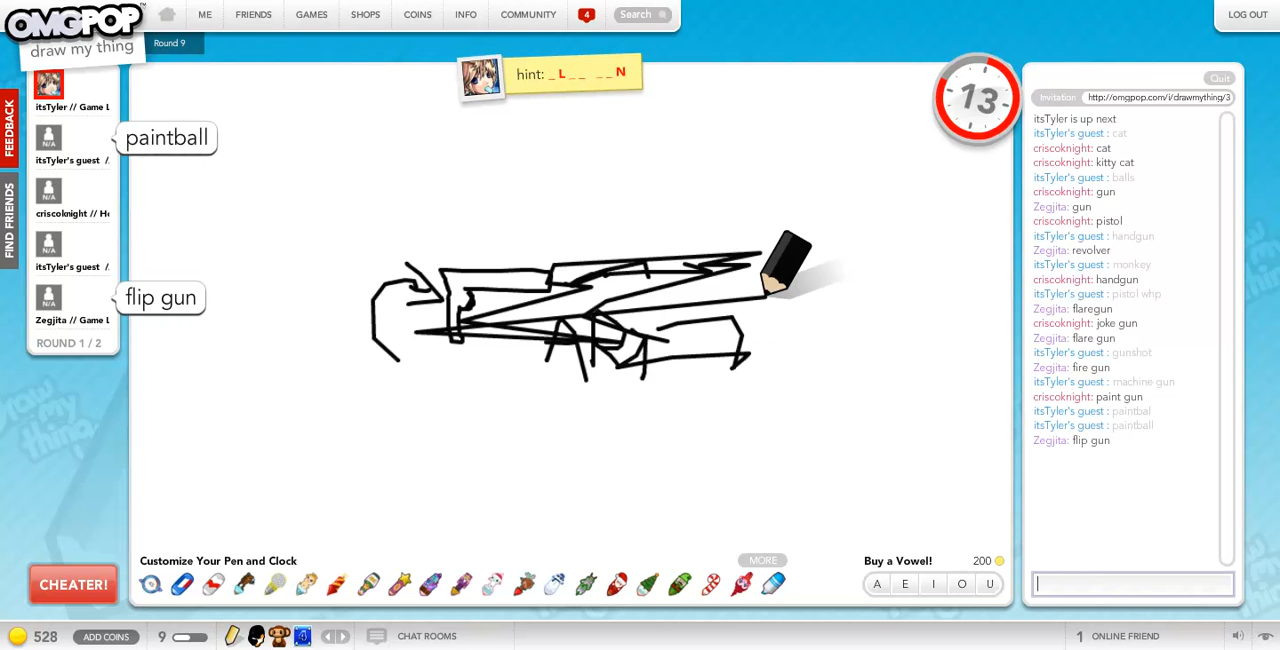 OMGPOP™
draw my thing
ME
FRIENDS
GAMES
SHOPS
COINS
INFO
COMMUNITY
4
Search
LOG OUT
Round 9
hint: _ L _ _ _ _ N
13
FEEDBACK
FIND FRIENDS
itsTyler // Game L
N/A
itsTyler's guest //
paintball
N/A
criscoknight // Ho
N/A
itsTyler's guest //
N/A
Zegjita // Game L
flip gun
ROUND 1 / 2
CHEATER!
Quit
Invitation http://omgpop.com/i/drawmything/3
itsTyler is up next
itsTyler's guest : cat
criscoknight: cat
criscoknight: kitty cat
itsTyler's guest : balls
criscoknight: gun
Zegjita: gun
criscoknight: pistol
itsTyler's guest : handgun
Zegjita: revolver
itsTyler's guest : monkey
criscoknight: handgun
itsTyler's guest : pistol whp
Zegjita: flaregun
criscoknight: joke gun
Zegjita: flare gun
itsTyler's guest : gunshot
Zegjita: fire gun
itsTyler's guest : machine gun
criscoknight: paint gun
itsTyler's guest : paintbal
itsTyler's guest : paintball
Zegjita: flip gun
Customize Your Pen and Clock
MORE
Buy a Vowel!
200
A E I O U
528
ADD COINS
9
4
CHAT ROOMS
1 ONLINE FRIEND